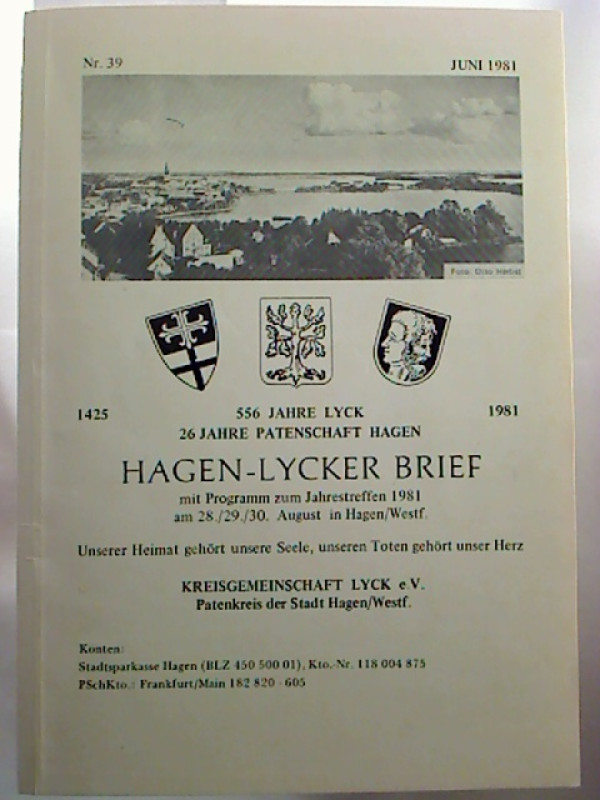 Nr. 39
JUNI 1981
Foto: Otto Herbst
1425
556 JAHRE LYCK
1981
26 JAHRE PATENSCHAFT HAGEN
HAGEN-LYCKER BRIEF
mit Programm zum Jahrestreffen 1981
am 28./29./30. August in Hagen/Westf.
Unserer Heimat gehört unsere Seele, unseren Toten gehört unser Herz
KREISGEMEINSCHAFT LYCK e.V.
Patenkreis der Stadt Hagen/Westf.
Konten:
Stadtsparkasse Hagen (BLZ 450 500 01), Kto.-Nr. 118 004 875
PSchKto.: Frankfurt/Main 182 820 - 605